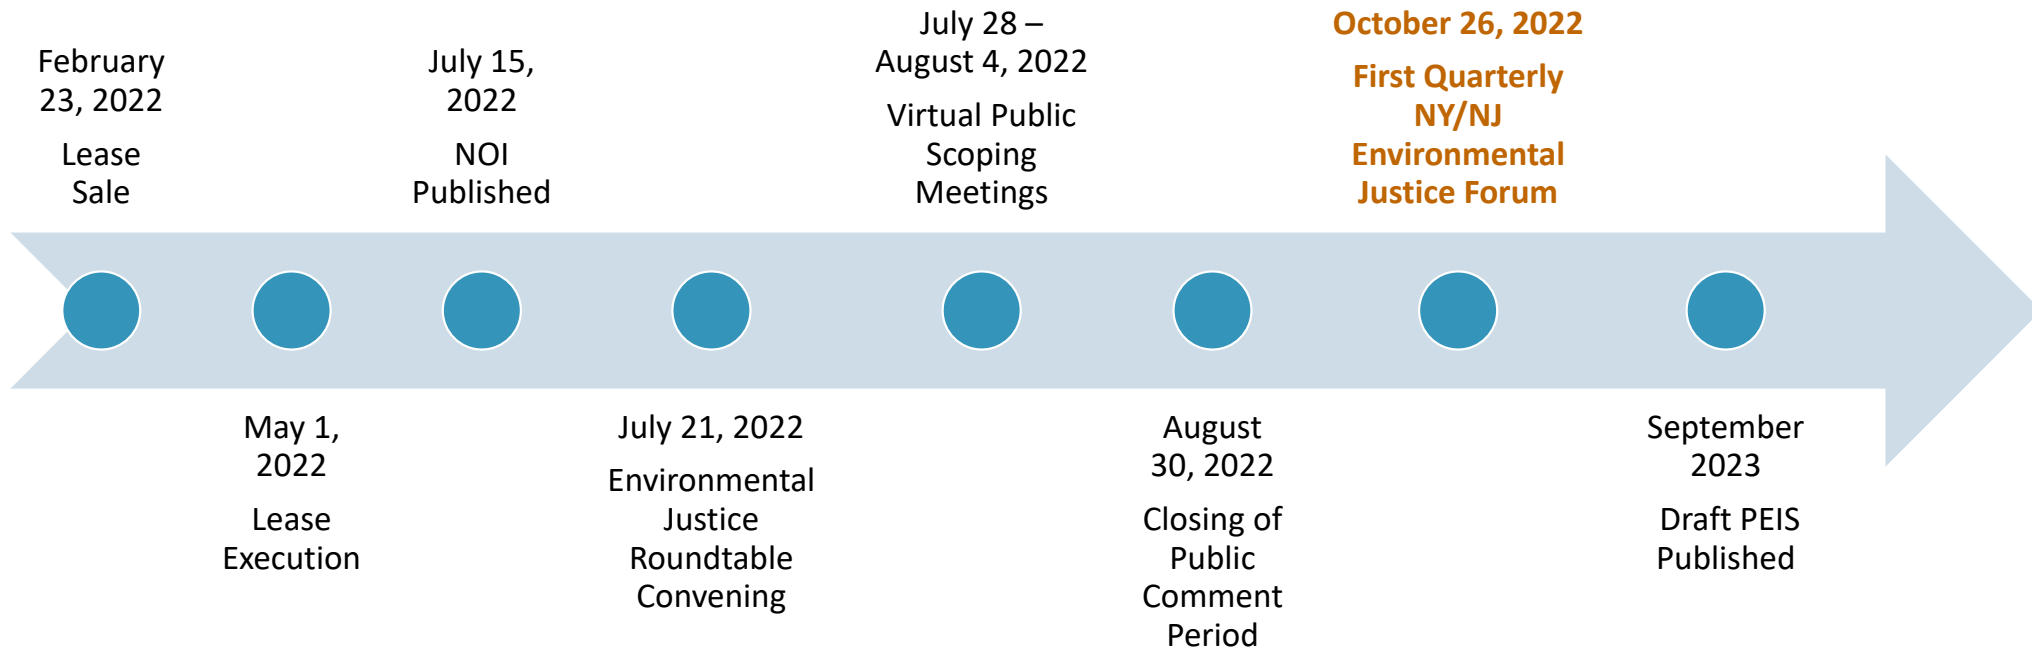 February
23, 2022
Lease
Sale
May 1,
2022
Lease
Execution
July 15,
2022
NOI
Published
July 21, 2022
Environmental
Justice
Roundtable
Convening
July 28 –
August 4, 2022
Virtual Public
Scoping
Meetings
August
30, 2022
Closing of
Public
Comment
Period
October 26, 2022
First Quarterly
NY/NJ
Environmental
Justice Forum
September
2023
Draft PEIS
Published